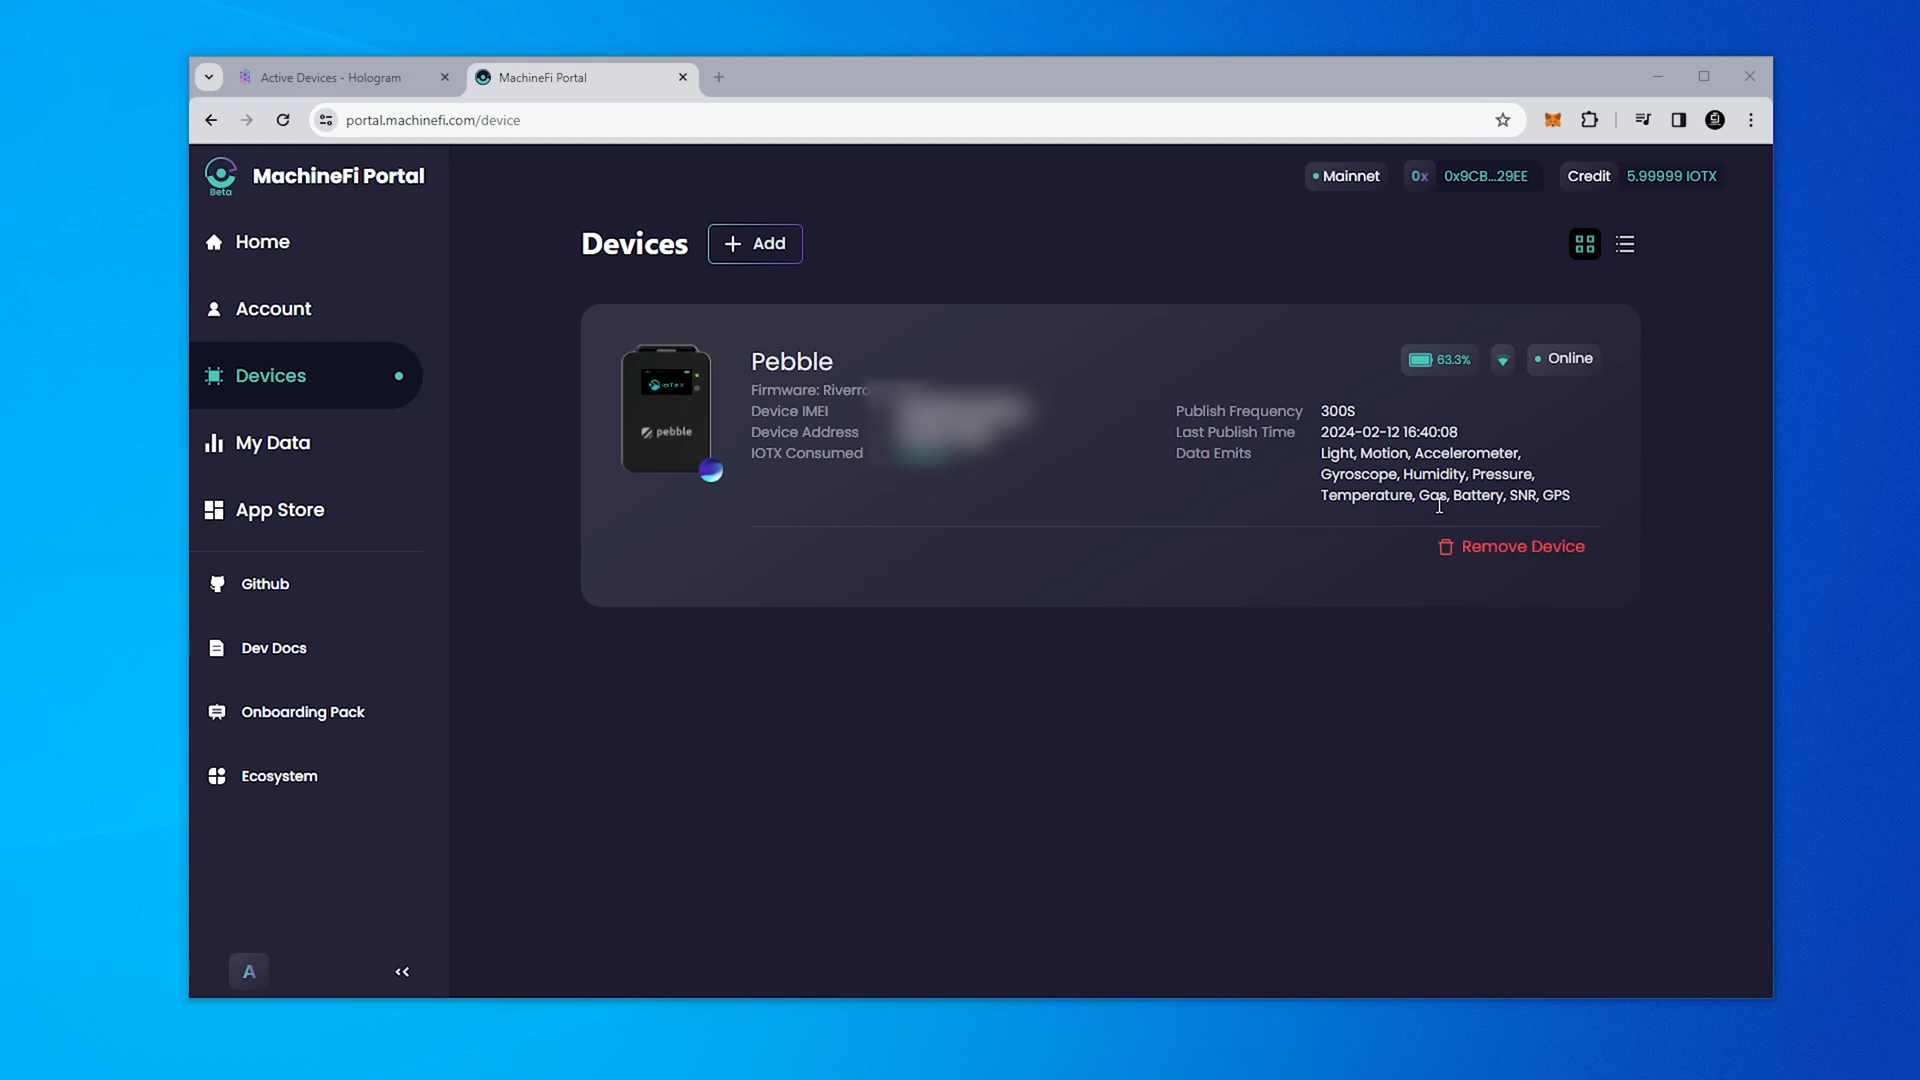 Active Devices - Hologram
MachineFi Portal
portal.machinefi.com/device
Beta
MachineFi Portal
Mainnet
0x
0x9CB...29EE
Credit
5.99999 IOTX
Home
Account
Devices
My Data
App Store
Github
Dev Docs
Onboarding Pack
Ecosystem
A
Devices
Add
IoTeX
pebble
Pebble
63.3%
Online
Firmware:
Device IMEI
Device Address
IOTX Consumed
Publish Frequency 300S
Last Publish Time 2024-02-12 16:40:08
Data Emits Light, Motion, Accelerometer,
Gyroscope, Humidity, Pressure,
Temperature, Gas, Battery, SNR, GPS
Remove Device